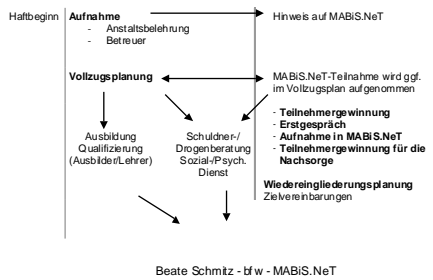 Haftbeginn
Aufnahme
- Anstaltsbelehrung
- Betreuer
Hinweis auf MABiS.NeT
Vollzugsplanung
MABiS.NeT-Teilnahme wird ggf.
im Vollzugsplan aufgenommen
- Teilnehmergewinnung
- Erstgespräch
- Aufnahme in MABiS.NeT
- Teilnehmergewinnung für die
Nachsorge
Ausbildung
Qualifizierung
(Ausbilder/Lehrer)
Schuldner-/
Drogenberatung
Sozial-/Psych.
Dienst
Wiedereingliederungsplanung
Zielvereinbarungen
Beate Schmitz - bfw - MABiS.NeT